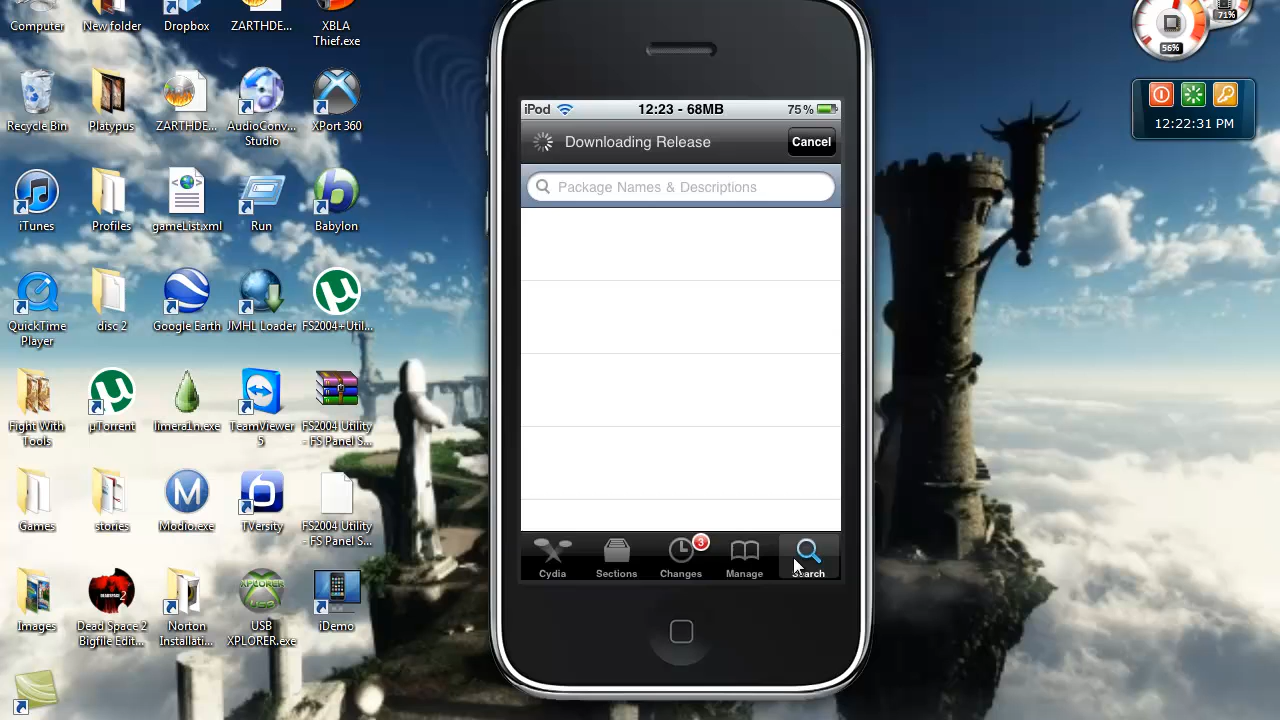 Computer
New folder
Dropbox
ZARTHDE...
XBLA
Thief.exe
Recycle Bin
Platypus
ZARTHDE...
AudioConv...
Studio
XPort 360
iTunes
Profiles
gameList.xml
Run
Babylon
QuickTime
Player
disc 2
Google Earth
JMHL Loader
FS2004+Util...
Fight With
Tools
µTorrent
limera1n.exe
TeamViewer
5
FS2004 Utility
- FS Panel S...
Games
stories
Modio.exe
TVersity
FS2004 Utility
- FS Panel S...
Images
Dead Space 2
Bigfile Edit...
Norton
Installati...
USB
XPLORER.exe
iDemo
iPod 12:23 - 68MB 75%
Downloading Release Cancel
Package Names & Descriptions
3
Cydia Sections Changes Manage Search
71%
56%
12:22:31 PM